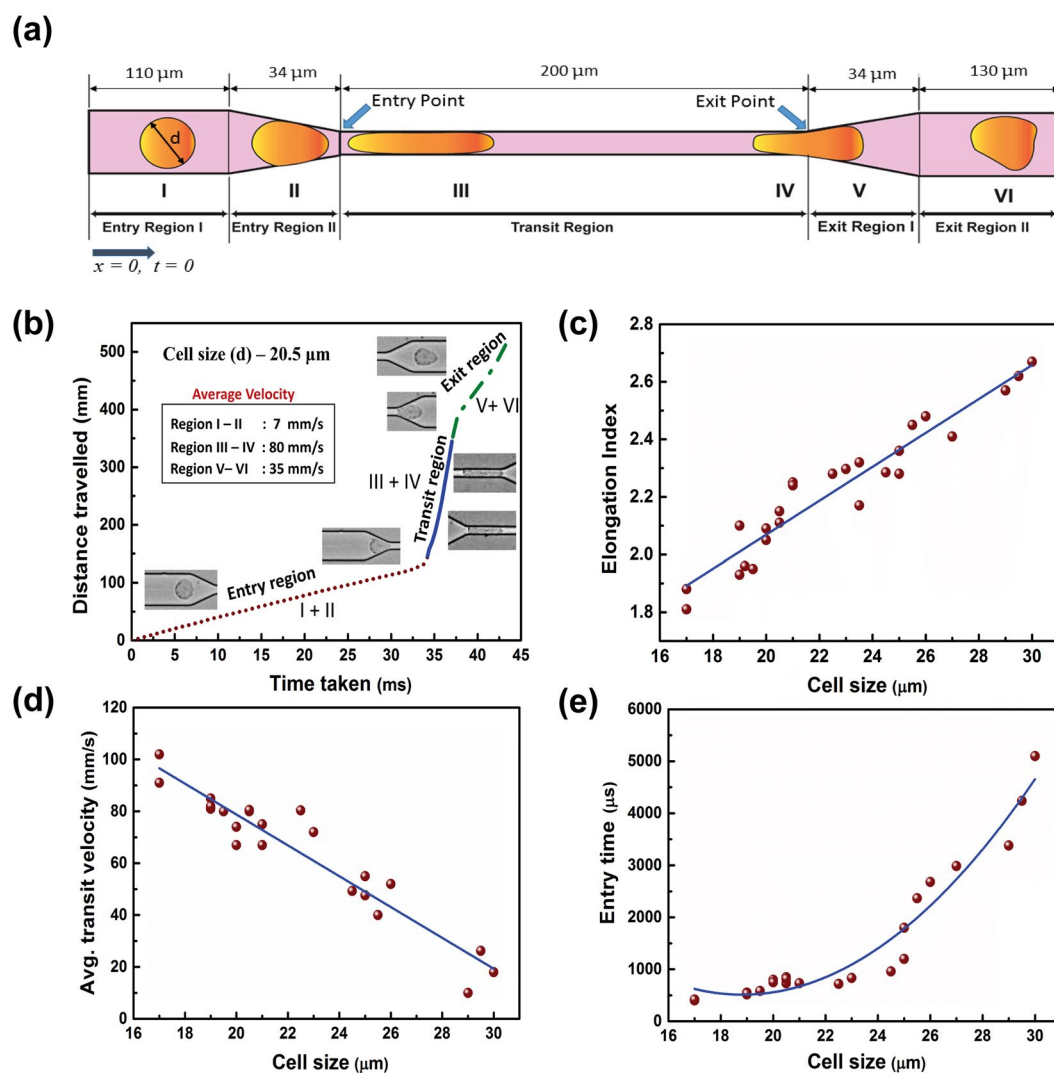 (a)
110 μm 34 μm 200 μm 34 μm 130 μm
Entry Point Exit Point
d
I II III IV V VI
Entry Region I Entry Region II Transit Region Exit Region I Exit Region II
x = 0, t = 0
(b)
Distance travelled (mm)
500
400
300
200
100
0
Cell size (d) – 20.5 μm
Average Velocity
Region I – II : 7 mm/s
Region III – IV : 80 mm/s
Region V– VI : 35 mm/s
Exit region
V+ VI
Transit region
III + IV
Entry region
I + II
0 5 10 15 20 25 30 35 40 45
Time taken (ms)
(c)
Elongation Index
2.8
2.6
2.4
2.2
2.0
1.8
16 18 20 22 24 26 28 30
Cell size (μm)
(d)
Avg. transit velocity (mm/s)
120
100
80
60
40
20
0
16 18 20 22 24 26 28 30
Cell size (μm)
(e)
Entry time (μs)
6000
5000
4000
3000
2000
1000
0
16 18 20 22 24 26 28 30
Cell size (μm)